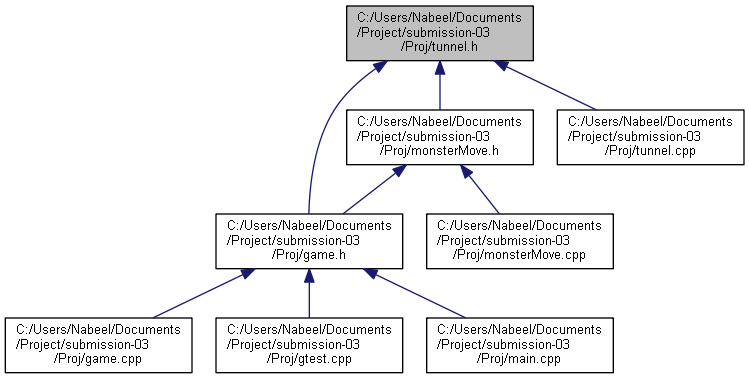 C:/Users/Nabeel/Documents
/Project/submission-03
/Proj/tunnel.h
C:/Users/Nabeel/Documents
/Project/submission-03
/Proj/monsterMove.h
C:/Users/Nabeel/Documents
/Project/submission-03
/Proj/tunnel.cpp
C:/Users/Nabeel/Documents
/Project/submission-03
/Proj/game.h
C:/Users/Nabeel/Documents
/Project/submission-03
/Proj/monsterMove.cpp
C:/Users/Nabeel/Documents
/Project/submission-03
/Proj/game.cpp
C:/Users/Nabeel/Documents
/Project/submission-03
/Proj/gtest.cpp
C:/Users/Nabeel/Documents
/Project/submission-03
/Proj/main.cpp